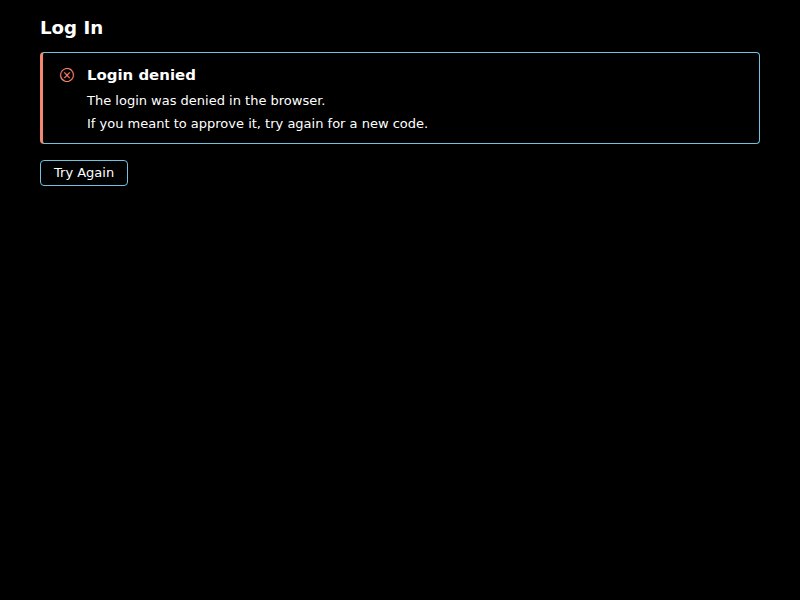 Log In
Login denied
The login was denied in the browser.
If you meant to approve it, try again for a new code.
Try Again